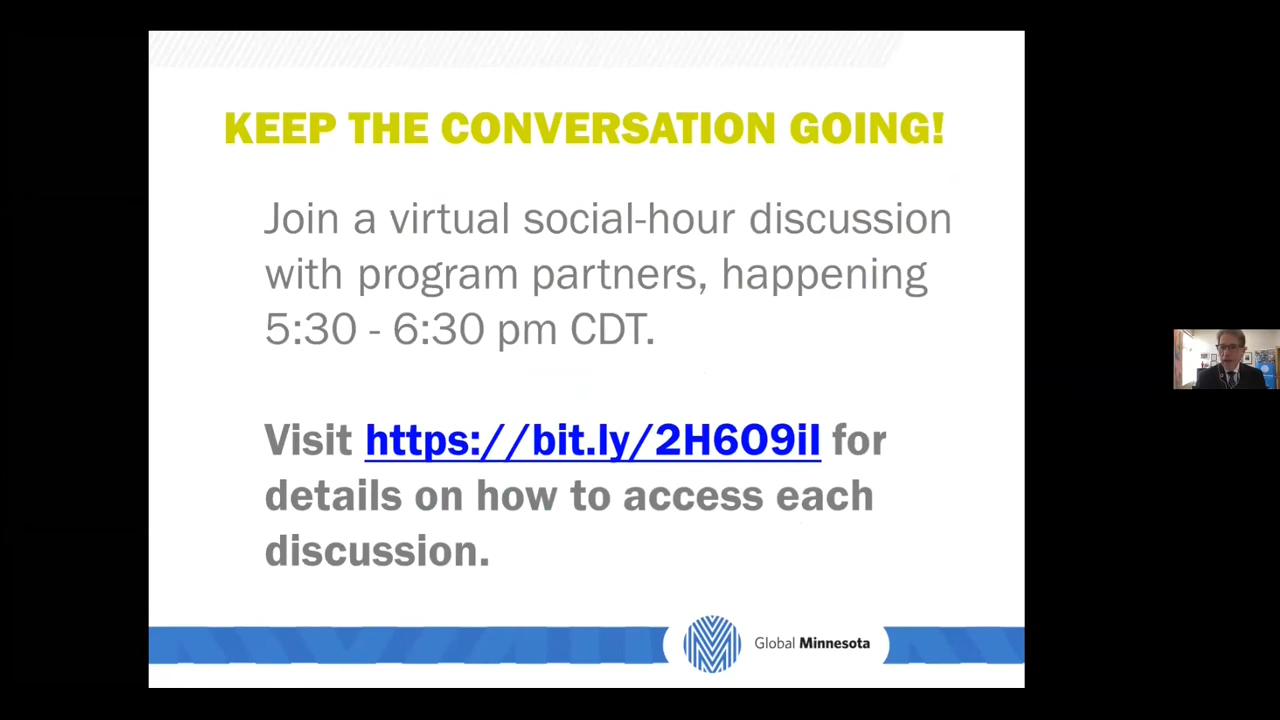 KEEP THE CONVERSATION GOING!
Join a virtual social-hour discussion
with program partners, happening
5:30 - 6:30 pm CDT.
Visit https://bit.ly/2H6O9iI for
details on how to access each
discussion.
Global Minnesota